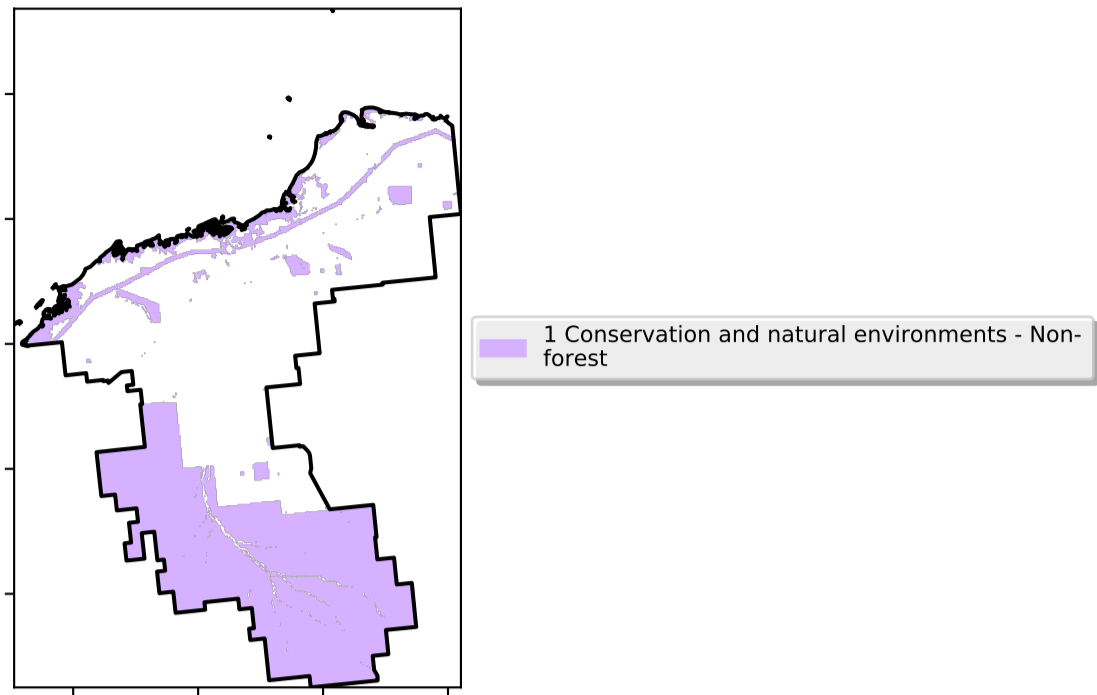 1 Conservation and natural environments - Non-
forest